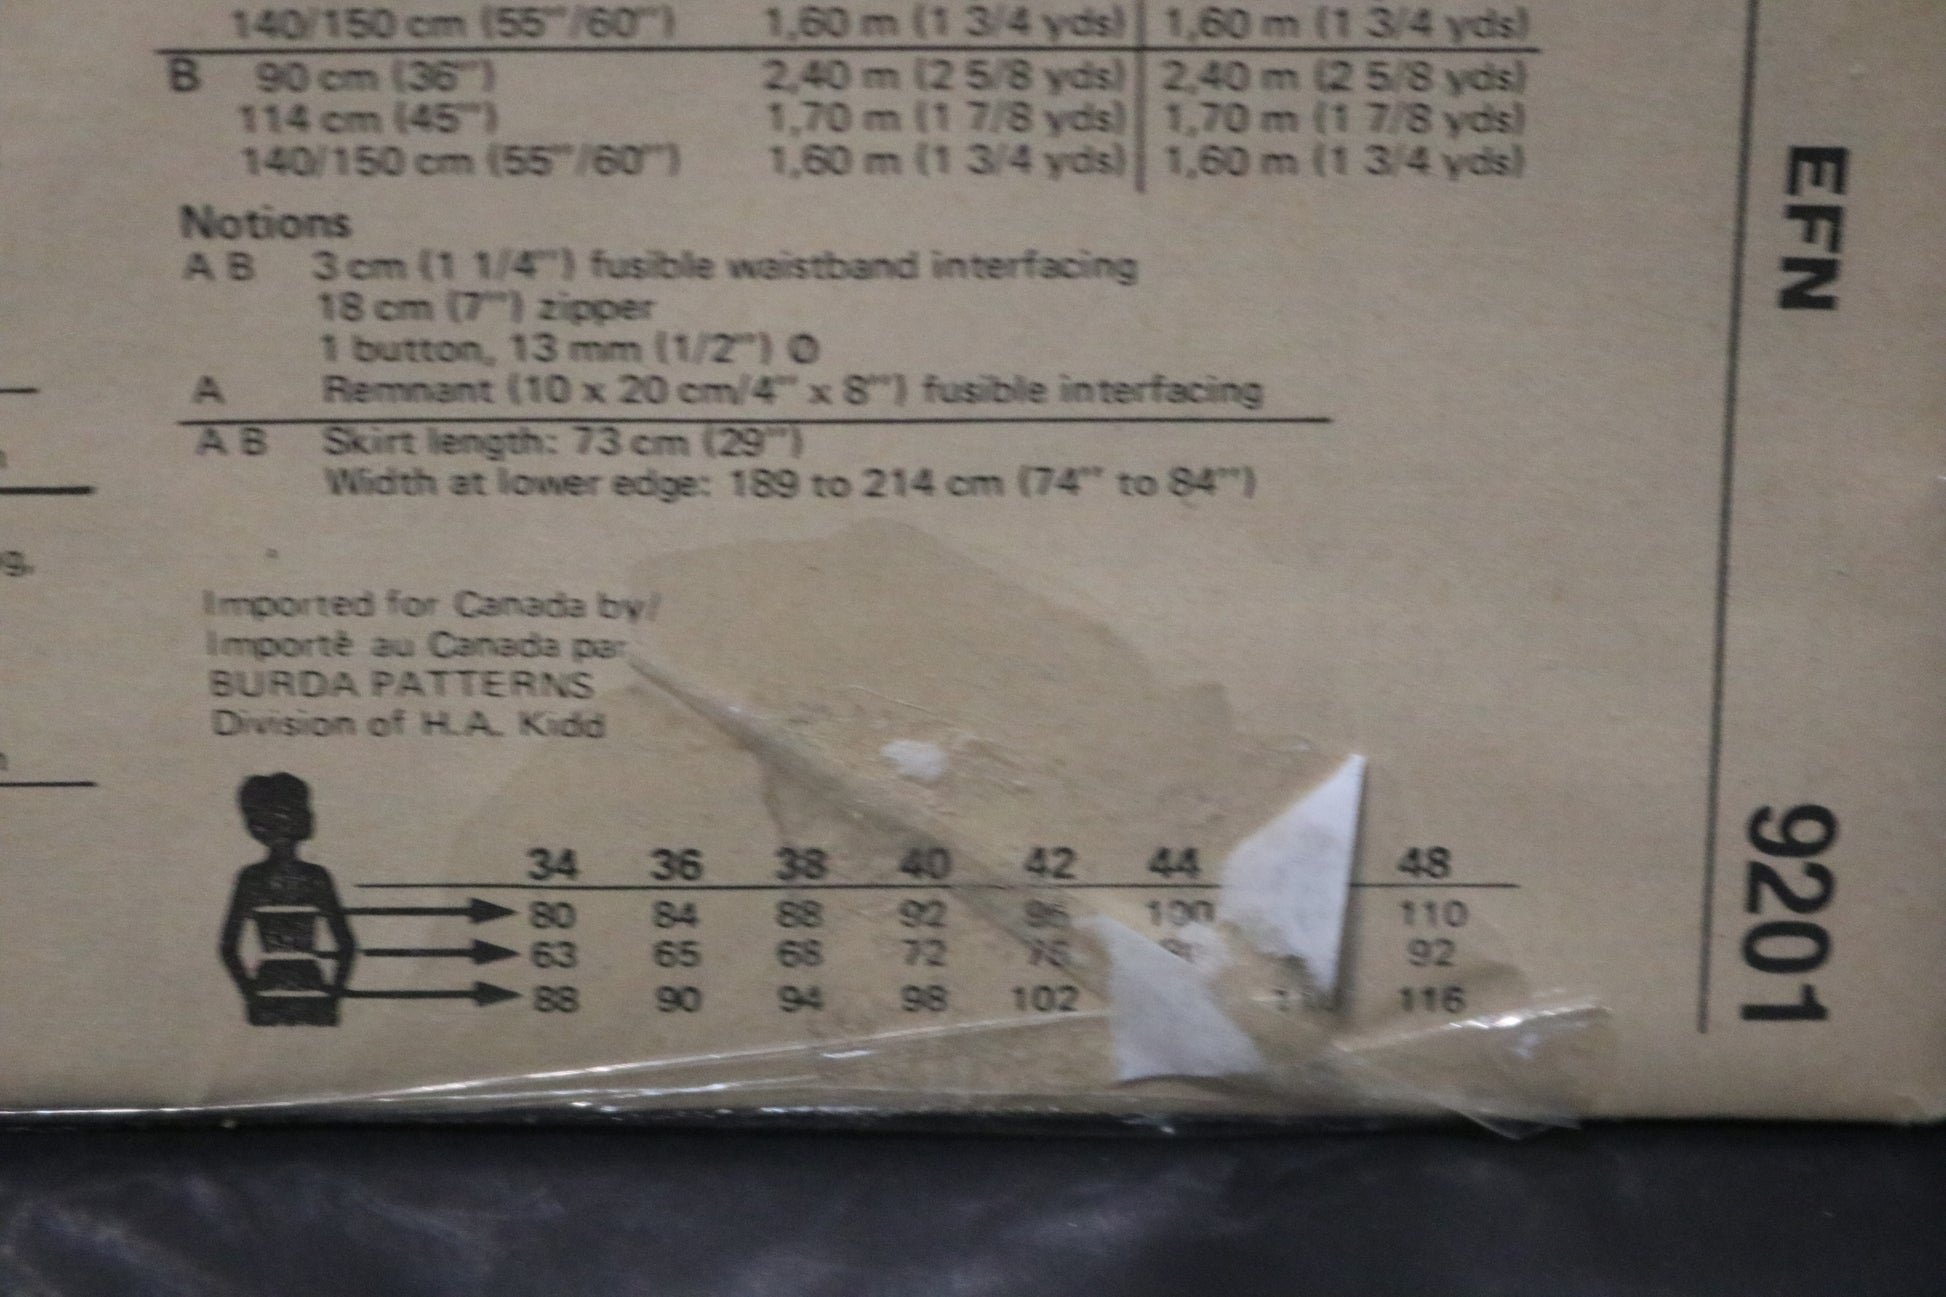 140/150 cm (55"/60") 1,60 m (1 3/4 yds) 1,60 m (1 3/4 yds)
B 90 cm (36") 2,40 m (2 5/8 yds) 2,40 m (2 5/8 yds)
114 cm (45") 1,70 m (1 7/8 yds) 1,70 m (1 7/8 yds)
140/150 cm (55"/60") 1,60 m (1 3/4 yds) 1,60 m (1 3/4 yds)
Notions
A B 3 cm (1 1/4") fusible waistband interfacing
18 cm (7") zipper
1 button, 13 mm (1/2") Ø
A Remnant (10 x 20 cm/4" x 8") fusible interfacing
A B Skirt length: 73 cm (29")
Width at lower edge: 189 to 214 cm (74" to 84")
Imported for Canada by/
Importé au Canada par
BURDA PATTERNS
Division of H.A. Kidd
34 36 38 40 42 44 48
80 84 88 92 96 100 110
63 65 68 72 76 92
88 90 94 98 102 116
EFN
9201